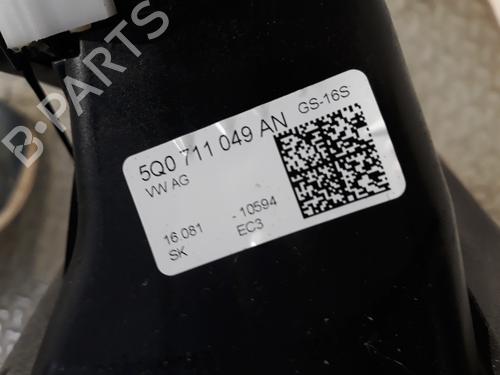 5Q0 711 049 AN
GS-16S
VW AG
16 081 - 10594
SK EC3
B-PARTS